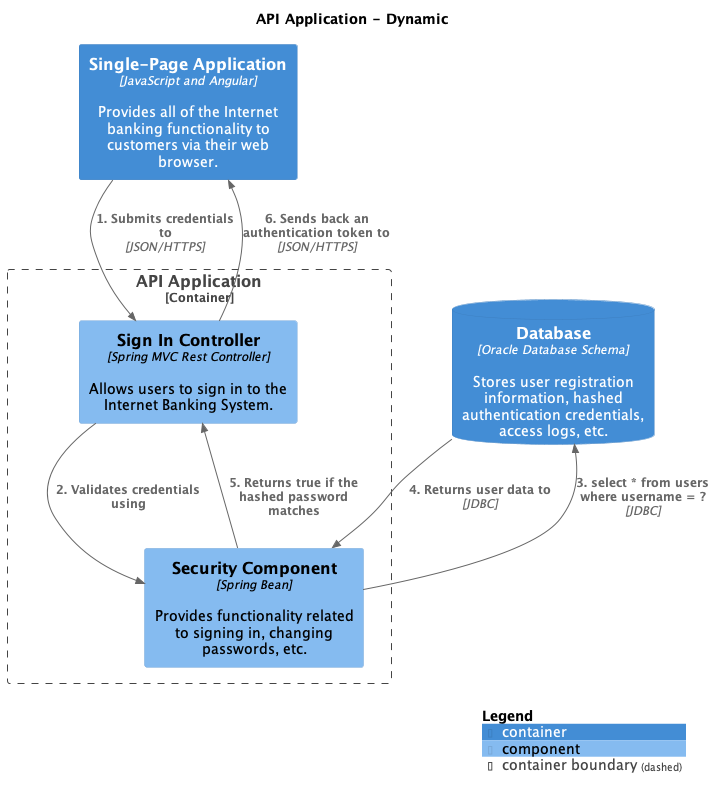 API Application – Dynamic
Single-Page Application
[JavaScript and Angular]
Provides all of the Internet
banking functionality to
customers via their web
browser.
1. Submits credentials
to
[JSON/HTTPS]
6. Sends back an
authentication token to
[JSON/HTTPS]
API Application
[Container]
Sign In Controller
[Spring MVC Rest Controller]
Allows users to sign in to the
Internet Banking System.
Database
[Oracle Database Schema]
Stores user registration
information, hashed
authentication credentials,
access logs, etc.
2. Validates credentials
using
5. Returns true if the
hashed password
matches
4. Returns user data to
[JDBC]
3. select * from users
where username = ?
[JDBC]
Security Component
[Spring Bean]
Provides functionality related
to signing in, changing
passwords, etc.
Legend
container
component
container boundary (dashed)